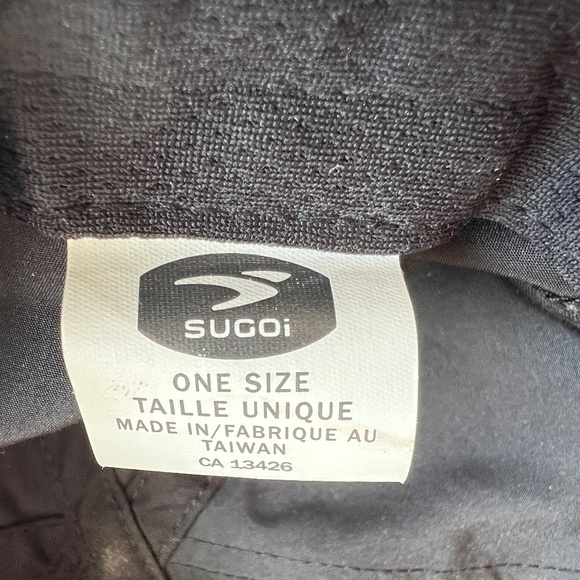 SUGOi
ONE SIZE
TAILLE UNIQUE
MADE IN/FABRIQUE AU
TAIWAN
CA 13426